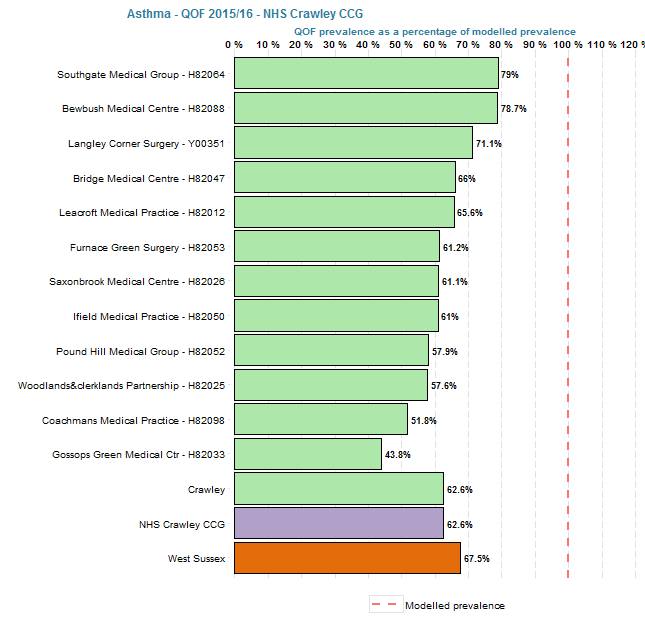 Asthma - QOF 2015/16 - NHS Crawley CCG
QOF prevalence as a percentage of modelled prevalence
0 % 10 % 20 % 30 % 40 % 50 % 60 % 70 % 80 % 90 % 100 % 110 % 120 %
Southgate Medical Group - H82064 79%
Bewbush Medical Centre - H82088 78.7%
Langley Corner Surgery - Y00351 71.1%
Bridge Medical Centre - H82047 66%
Leacroft Medical Practice - H82012 65.6%
Furnace Green Surgery - H82053 61.2%
Saxonbrook Medical Centre - H82026 61.1%
Ifield Medical Practice - H82050 61%
Pound Hill Medical Group - H82052 57.9%
Woodlands&clerklands Partnership - H82025 57.6%
Coachmans Medical Practice - H82098 51.8%
Gossops Green Medical Ctr - H82033 43.8%
Crawley 62.6%
NHS Crawley CCG 62.6%
West Sussex 67.5%
Modelled prevalence